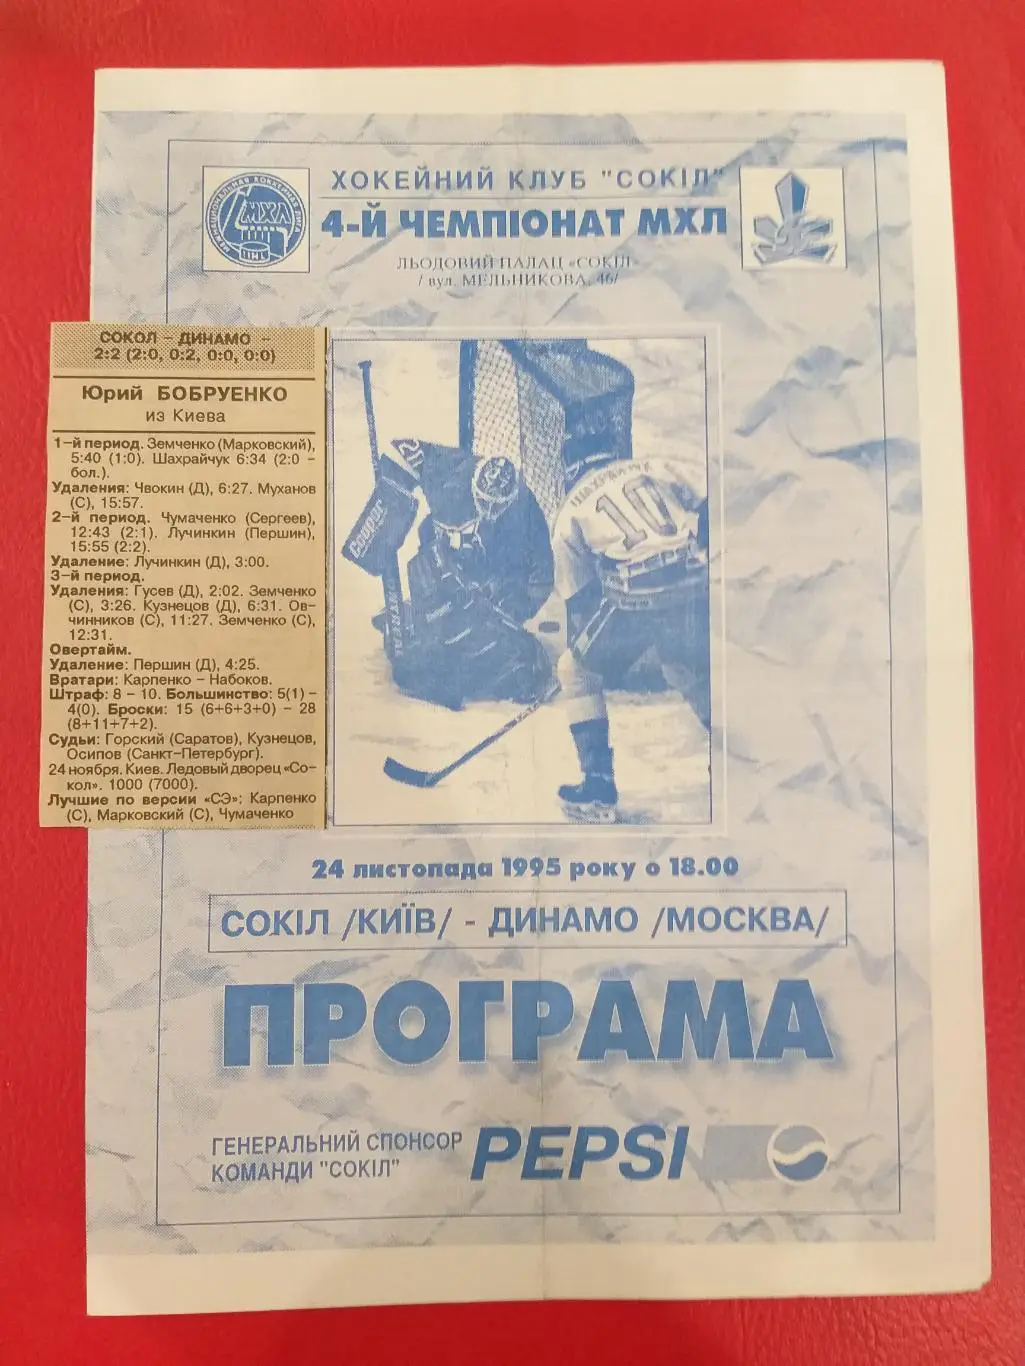 ХОКЕЙНИЙ КЛУБ "СОКІЛ"
4-Й ЧЕМПІОНАТ МХЛ
ЛЬОДОВИЙ ПАЛАЦ «СОКІЛ»
/ вул. МЕЛЬНИКОВА, 46/
МЕЖНАЦИОНАЛЬНАЯ ХОККЕЙНАЯ ЛИГА
МХЛ
IHL
СОКОЛ – ДИНАМО –
2:2 (2:0, 0:2, 0:0, 0:0)
Юрий БОБРУЕНКО
из Киева
1-й период. Земченко (Марковский),
5:40 (1:0). Шахрайчук 6:34 (2:0 –
бол.).
Удаления: Чвокин (Д), 6:27. Муханов
(С), 15:57.
2-й период. Чумаченко (Сергеев),
12:43 (2:1). Лучинкин (Першин),
15:55 (2:2).
Удаление: Лучинкин (Д), 3:00.
3-й период.
Удаления: Гусев (Д), 2:02. Земченко
(С), 3:26. Кузнецов (Д), 6:31. Ов-
чинников (С), 11:27. Земченко (С),
12:31.
Овертайм.
Удаление: Першин (Д), 4:25.
Вратари: Карпенко – Набоков.
Штраф: 8 – 10. Большинство: 5(1) –
4(0). Броски: 15 (6+6+3+0) – 28
(8+11+7+2).
Судьи: Горский (Саратов), Кузнецов,
Осипов (Санкт-Петербург).
24 ноября. Киев. Ледовый дворец «Со-
кол». 1000 (7000).
Лучшие по версии «СЭ»: Карпенко
(С), Марковский (С), Чумаченко
ШАХРАЙЧУК
10
PEPSI
COOPER
24 листопада 1995 року о 18.00
СОКІЛ /КИЇВ/ - ДИНАМО /МОСКВА/
ПРОГРАМА
ГЕНЕРАЛЬНИЙ СПОНСОР
КОМАНДИ "СОКІЛ"
PEPSI